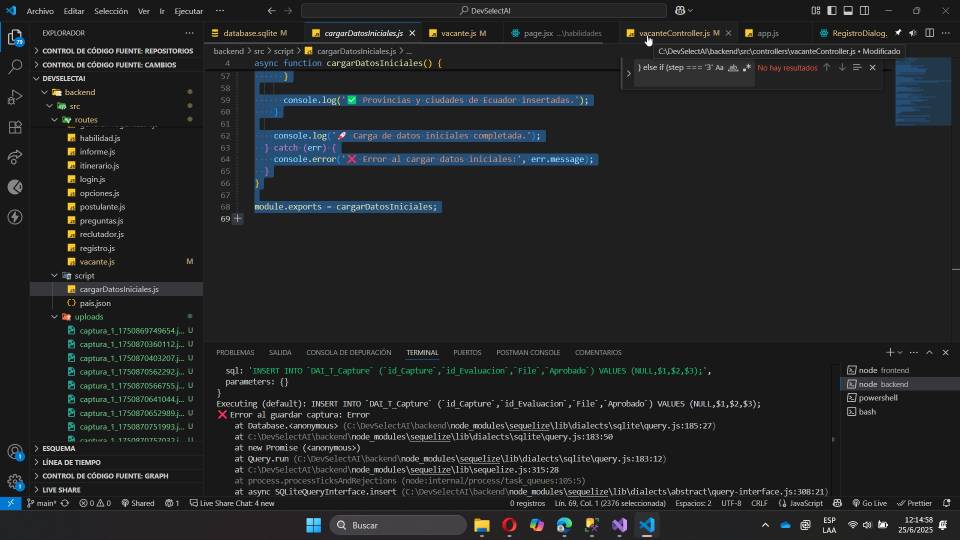 Archivo Editar Selección Ver Ir Ejecutar ···
DevSelectAI
EXPLORADOR ···
database.sqlite M
cargarDatosIniciales.js
vacante.js M
page.jsx ...\habilidades
vacanteController.js M
app.js
RegistroDialog.
backend > src > script > cargarDatosIniciales.js > ...
C:\DevSelectAI\backend\src\controllers\vacanteController.js • Modificado
} else if (step === '3' Aa ab .*
No hay resultados
CONTROL DE CÓDIGO FUENTE: REPOSITORIOS
CONTROL DE CÓDIGO FUENTE: CAMBIOS
DEVSELECTAI
backend
src
routes
habilidad.js
informe.js
itinerario.js
login.js
opciones.js
postulante.js
preguntas.js
reclutador.js
registro.js
vacante.js M
script
cargarDatosIniciales.js
pais.json
uploads
captura_1_1750869749654.j... U
captura_1_1750870360112.j... U
captura_1_1750870403207.j... U
captura_1_1750870562292.j... U
captura_1_1750870566755.j... U
captura_1_1750870641044.j... U
captura_1_1750870652989.j... U
captura_1_1750870751993.j... U
captura_1_1750870757032.j... U
ESQUEMA
LÍNEA DE TIEMPO
CONTROL DE CÓDIGO FUENTE: GRAPH
LIVE SHARE
4 async function cargarDatosIniciales() {
57 }
58
59 console.log('✅ Provincias y ciudades de Ecuador insertadas.');
60 }
61
62 console.log('🚀 Carga de datos iniciales completada.');
63 } catch (err) {
64 console.error('❌ Error al cargar datos iniciales:', err.message);
65 }
66 }
67
68 module.exports = cargarDatosIniciales;
69
PROBLEMAS SALIDA CONSOLA DE DEPURACIÓN TERMINAL PUERTOS POSTMAN CONSOLE COMENTARIOS
sql: 'INSERT INTO `DAI_T_Capture` (`id_Capture`,`id_Evaluacion`,`File`,`Aprobado`) VALUES (NULL,$1,$2,$3);',
parameters: {}
}
Executing (default): INSERT INTO `DAI_T_Capture` (`id_Capture`,`id_Evaluacion`,`File`,`Aprobado`) VALUES (NULL,$1,$2,$3);
❌ Error al guardar captura: Error
at Database.<anonymous> (C:\DevSelectAI\backend\node_modules\sequelize\lib\dialects\sqlite\query.js:185:27)
at C:\DevSelectAI\backend\node_modules\sequelize\lib\dialects\sqlite\query.js:183:50
at new Promise (<anonymous>)
at Query.run (C:\DevSelectAI\backend\node_modules\sequelize\lib\dialects\sqlite\query.js:183:12)
at C:\DevSelectAI\backend\node_modules\sequelize\lib\sequelize.js:315:28
at process.processTicksAndRejections (node:internal/process/task_queues:105:5)
at async SQLiteQueryInterface.insert (C:\DevSelectAI\backend\node_modules\sequelize\lib\dialects\abstract\query-interface.js:308:21)
node frontend
node backend
powershell
bash
main* 0 0 Shared 1 Live Share Chat: 4 new
0 registros Lín. 69, Col. 1 (2376 seleccionada) Espacios: 2 UTF-8 CRLF JavaScript Go Live Prettier
Buscar
ESP
LAA
12:14:58
25/6/2025